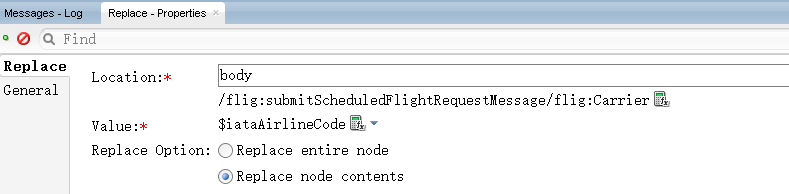 Messages - Log Replace - Properties ×
Find
Replace
General
Location:* body
/flig:submitScheduledFlightRequestMessage/flig:Carrier
Value:* $iataAirlineCode
Replace Option: Replace entire node
Replace node contents